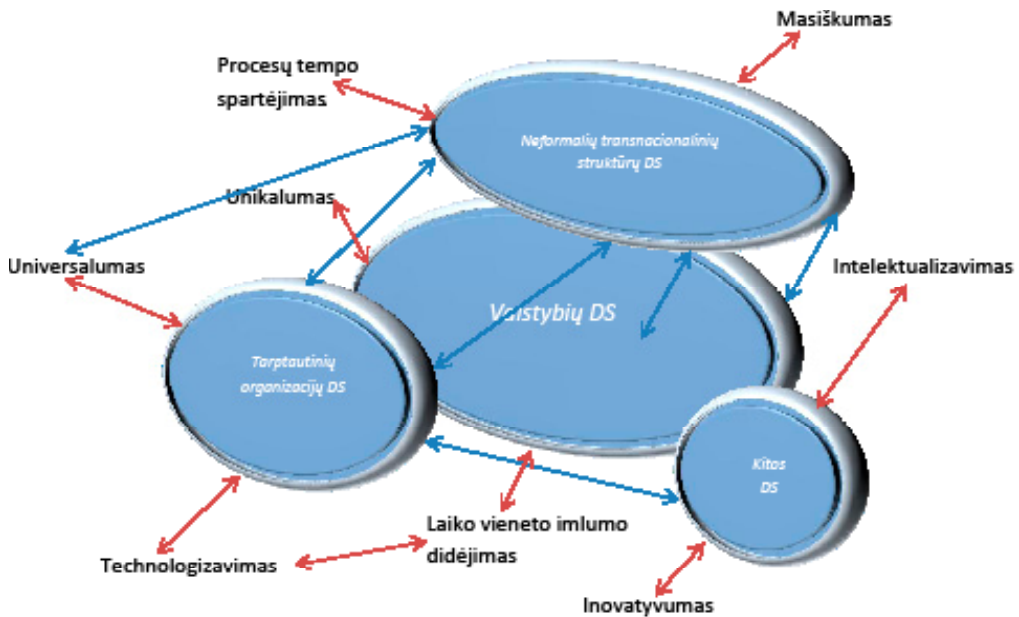 Masiškumas
Procesų tempo
spartėjimas.
Neformalių transnacionalinių
struktūrų DS
Unikalumas
Universalumas
Intelektualizavimas
Valstybių DS
Tarptautinių
organizacijų DS
Kitos
DS
Laiko vieneto imlumo
didėjimas
Technologizavimas
Inovatyvumas